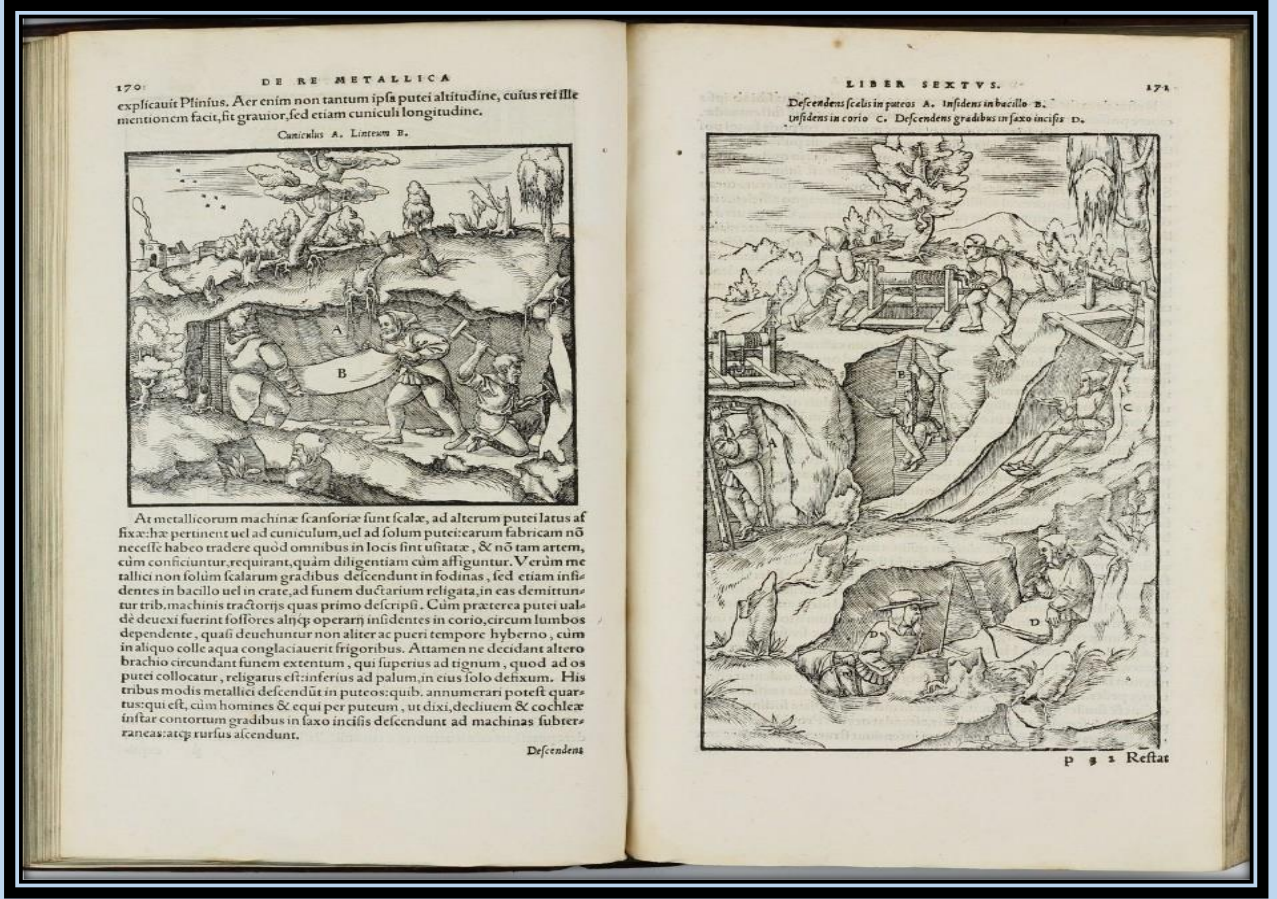 170
DE RE METALLICA
explicauit Plinius. Aer enim non tantum ipsa putei altitudine, cuius rei ille
mentionem facit, fit grauior, sed etiam cuniculi longitudine.
Cuniculus A. Linteum B.
A
B
At metallicorum machinæ scansoriæ sunt scalæ, ad alterum putei latus af
fixæ: hæ pertinent uel ad cuniculum, uel ad solum putei: earum fabricam nō
necesse habeo tradere quòd omnibus in locis sint usitatæ, & nō tam artem,
cùm conficiuntur, requirant, quàm diligentiam cùm affiguntur. Verùm me
tallici non solùm scalarum gradibus descendunt in fodinas, sed etiam insi-
dentes in bacillo uel in crate, ad funem ductarium religata, in eas demittun-
tur trib. machinis tractorijs quas primo descripsi. Cùm præterea putei ual-
dè deuexi fuerint fossores alijq; operarij insidentes in corio, circum lumbos
dependente, quasi deuehuntur non aliter ac pueri tempore hyberno, cùm
in aliquo colle aqua conglaciauerit frigoribus. Attamen ne decidant altero
brachio circundant funem extentum, qui superius ad tignum, quod ad os
putei collocatur, religatus est: inferius ad palum, in eius solo defixum. His
tribus modis metallici descendūt in puteos: quib. annumerari potest quar-
tus: qui est, cùm homines & equi per puteum, ut dixi, decliuem & cochleæ
instar contortum gradibus in saxo incisis descendunt ad machinas subter-
raneas: atq; rursus ascendunt.
Descendens
LIBER SEXTVS.
171
Descendens scalis in puteos A. Insidens in bacillo B.
Insidens in corio C. Descendens gradibus in saxo incisis D.
B
C
A
D
D
p 2 Restat